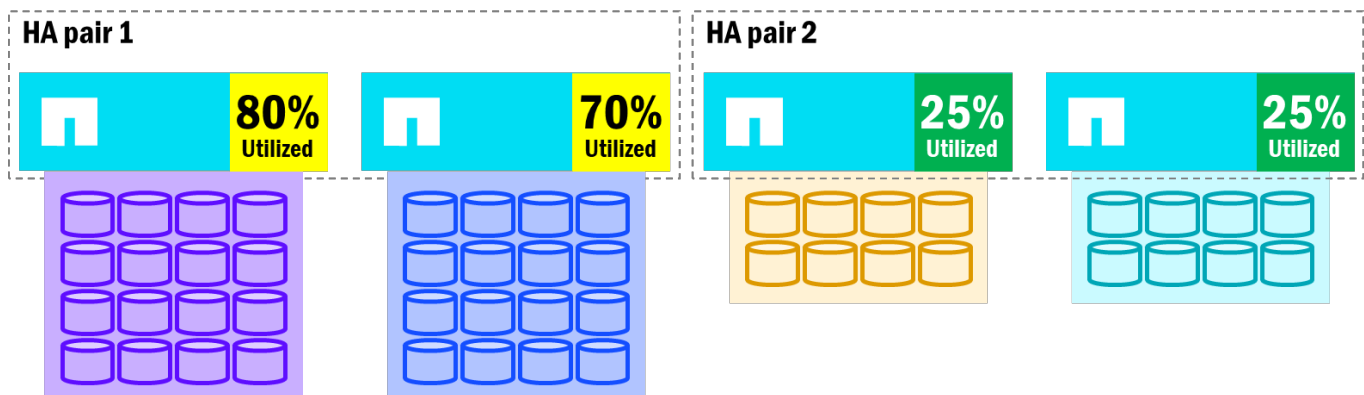 HA pair 1
HA pair 2
80%
Utilized
70%
Utilized
25%
Utilized
25%
Utilized